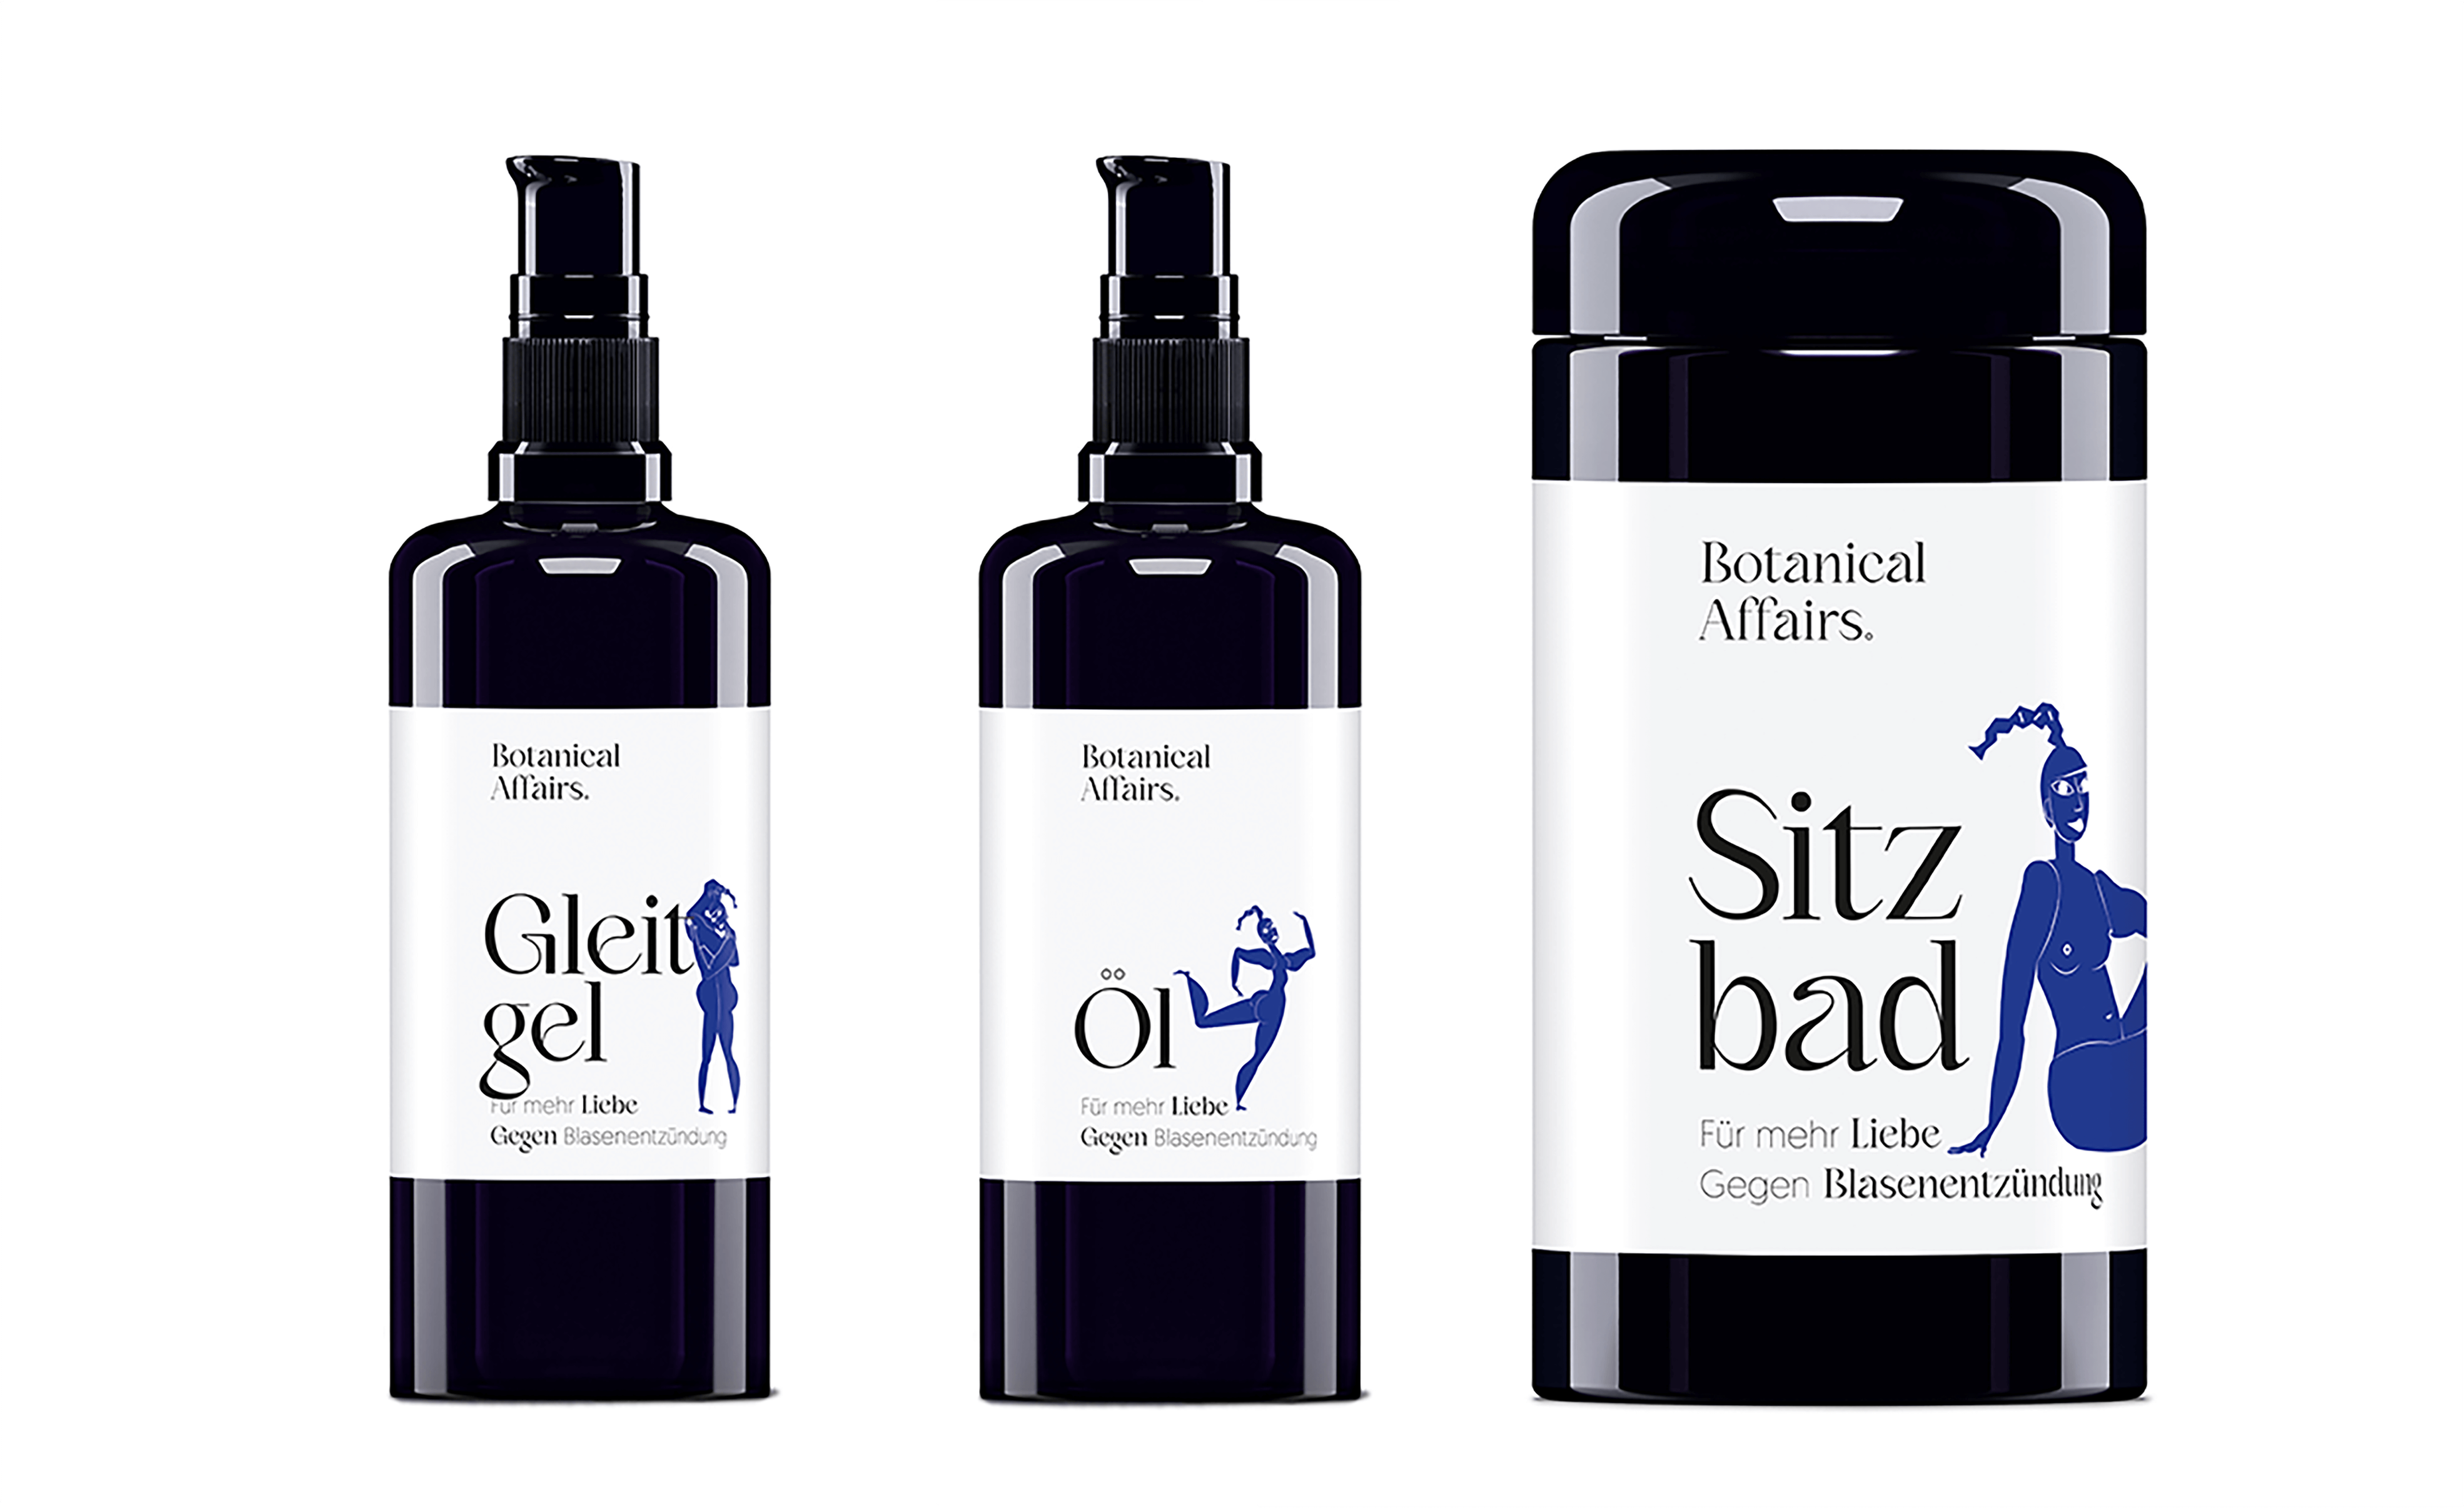 Botanical
Affairs.
Gleit
gel
Für mehr Liebe
Gegen Blasenentzündung
Botanical
Affairs.
Öl
Für mehr Liebe
Gegen Blasenentzündung
Botanical
Affairs.
Sitz
bad
Für mehr Liebe
Gegen Blasenentzündung